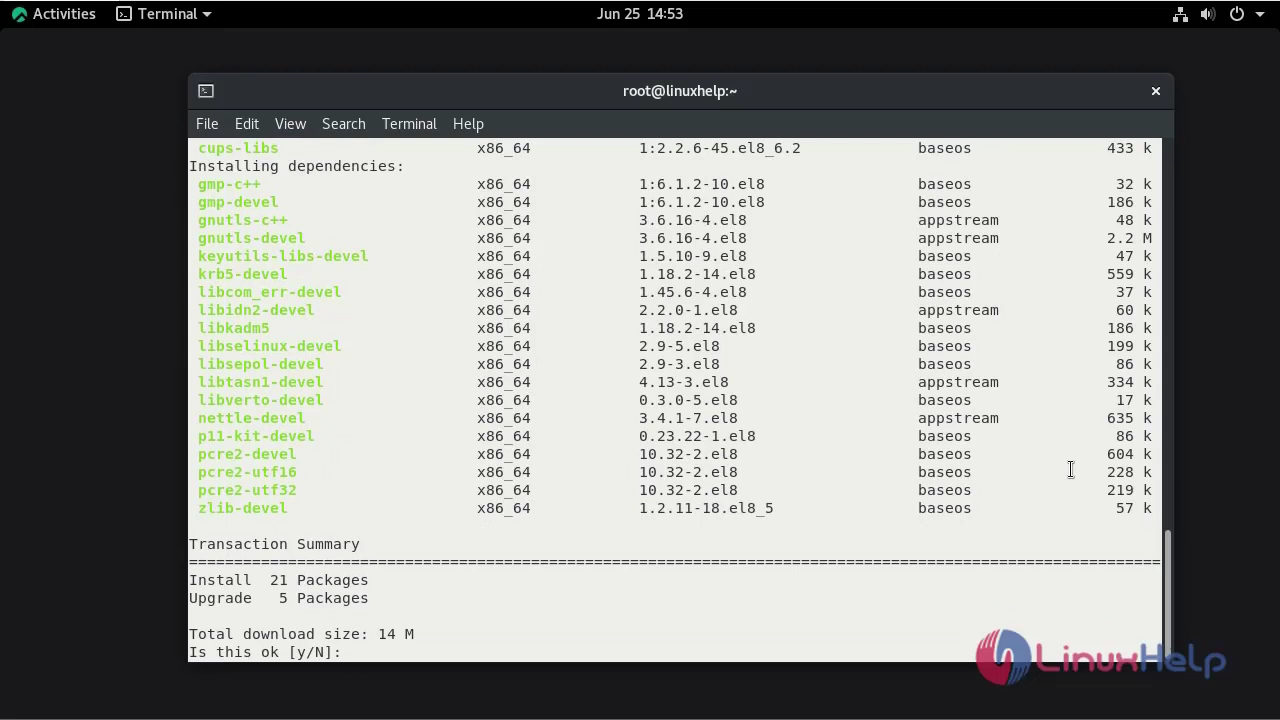 Activities Terminal Jun 25 14:53
root@linuxhelp:~ ×
File Edit View Search Terminal Help
cups-libs x86_64 1:2.2.6-45.el8_6.2 baseos 433 k
Installing dependencies:
gmp-c++ x86_64 1:6.1.2-10.el8 baseos 32 k
gmp-devel x86_64 1:6.1.2-10.el8 baseos 186 k
gnutls-c++ x86_64 3.6.16-4.el8 appstream 48 k
gnutls-devel x86_64 3.6.16-4.el8 appstream 2.2 M
keyutils-libs-devel x86_64 1.5.10-9.el8 baseos 47 k
krb5-devel x86_64 1.18.2-14.el8 baseos 559 k
libcom_err-devel x86_64 1.45.6-4.el8 baseos 37 k
libidn2-devel x86_64 2.2.0-1.el8 appstream 60 k
libkadm5 x86_64 1.18.2-14.el8 baseos 186 k
libselinux-devel x86_64 2.9-5.el8 baseos 199 k
libsepol-devel x86_64 2.9-3.el8 baseos 86 k
libtasn1-devel x86_64 4.13-3.el8 appstream 334 k
libverto-devel x86_64 0.3.0-5.el8 baseos 17 k
nettle-devel x86_64 3.4.1-7.el8 appstream 635 k
p11-kit-devel x86_64 0.23.22-1.el8 baseos 86 k
pcre2-devel x86_64 10.32-2.el8 baseos 604 k
pcre2-utf16 x86_64 10.32-2.el8 baseos 228 k
pcre2-utf32 x86_64 10.32-2.el8 baseos 219 k
zlib-devel x86_64 1.2.11-18.el8_5 baseos 57 k
Transaction Summary
============================================================================================================
Install 21 Packages
Upgrade 5 Packages
Total download size: 14 M
Is this ok [y/N]:
LinuxHelp